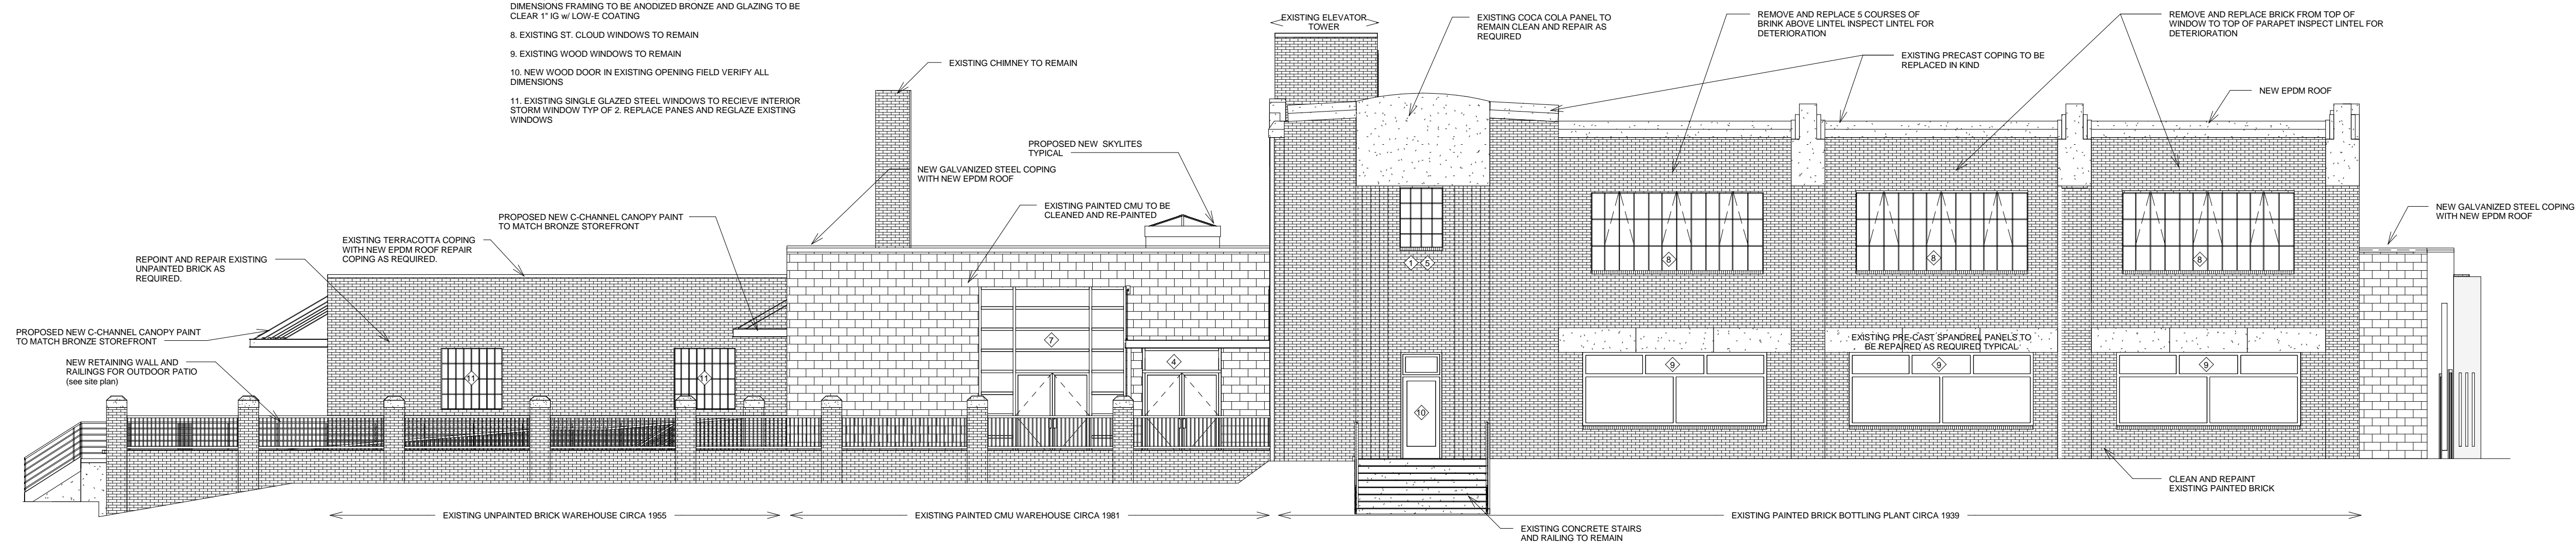 DIMENSIONS FRAMING TO BE ANODIZED BRONZE AND GLAZING TO BE
CLEAR 1" IG w/ LOW-E COATING
8. EXISTING ST. CLOUD WINDOWS TO REMAIN
9. EXISTING WOOD WINDOWS TO REMAIN
10. NEW WOOD DOOR IN EXISTING OPENING FIELD VERIFY ALL
DIMENSIONS
11. EXISTING SINGLE GLAZED STEEL WINDOWS TO RECIEVE INTERIOR
STORM WINDOW TYP OF 2. REPLACE PANES AND REGLAZE EXISTING
WINDOWS
EXISTING ELEVATOR
TOWER
EXISTING COCA COLA PANEL TO
REMAIN CLEAN AND REPAIR AS
REQUIRED
REMOVE AND REPLACE 5 COURSES OF
BRINK ABOVE LINTEL INSPECT LINTEL FOR
DETERIORATION
REMOVE AND REPLACE BRICK FROM TOP OF
WINDOW TO TOP OF PARAPET INSPECT LINTEL FOR
DETERIORATION
EXISTING PRECAST COPING TO BE
REPLACED IN KIND
NEW EPDM ROOF
EXISTING CHIMNEY TO REMAIN
PROPOSED NEW SKYLITES
TYPICAL
NEW GALVANIZED STEEL COPING
WITH NEW EPDM ROOF
EXISTING PAINTED CMU TO BE
CLEANED AND RE-PAINTED
PROPOSED NEW C-CHANNEL CANOPY PAINT
TO MATCH BRONZE STOREFRONT
EXISTING TERRACOTTA COPING
WITH NEW EPDM ROOF REPAIR
COPING AS REQUIRED.
REPOINT AND REPAIR EXISTING
UNPAINTED BRICK AS
REQUIRED.
NEW GALVANIZED STEEL COPING
WITH NEW EPDM ROOF
PROPOSED NEW C-CHANNEL CANOPY PAINT
TO MATCH BRONZE STOREFRONT
NEW RETAINING WALL AND
RAILINGS FOR OUTDOOR PATIO
(see site plan)
1 5
8
8
8
7
4
11
11
EXISTING PRE-CAST SPANDREL PANELS TO
BE REPAIRED AS REQUIRED TYPICAL
9
9
9
10
CLEAN AND REPAINT
EXISTING PAINTED BRICK
EXISTING UNPAINTED BRICK WAREHOUSE CIRCA 1955
EXISTING PAINTED CMU WAREHOUSE CIRCA 1981
EXISTING PAINTED BRICK BOTTLING PLANT CIRCA 1939
EXISTING CONCRETE STAIRS
AND RAILING TO REMAIN